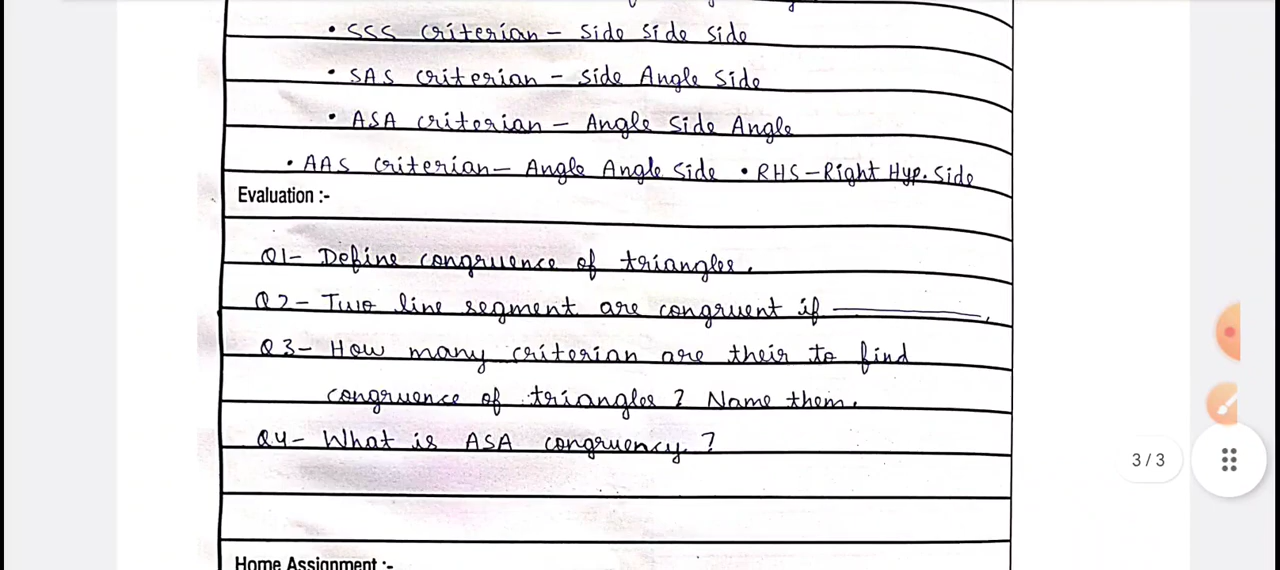 • SSS criterian - Side Side Side
• SAS criterian - Side Angle Side
• ASA criterian - Angle Side Angle
• AAS criterian - Angle Angle Side • RHS - Right Hyp. Side
Evaluation :-
Q1- Define congruence of triangles.
Q2- Two line segment are congruent if ________.
Q3- How many criterian are their to find
congruence of triangles ? Name them.
Q4- What is ASA congruency ?
3 / 3
Home Assignment :-